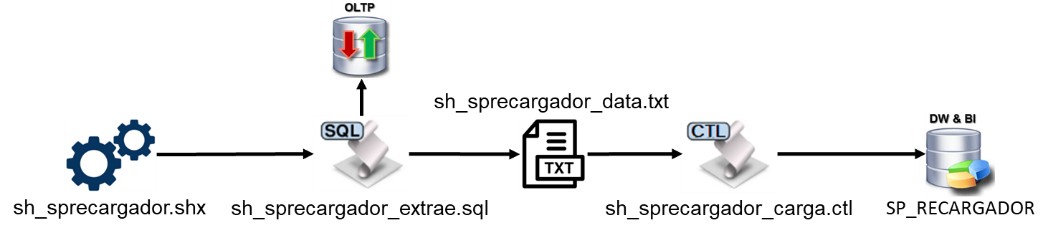 OLTP
sh_sprecargador_data.txt
SQL
CTL
DW & BI
TXT
sh_sprecargador.shx
sh_sprecargador_extrae.sql
sh_sprecargador_carga.ctl
SP_RECARGADOR